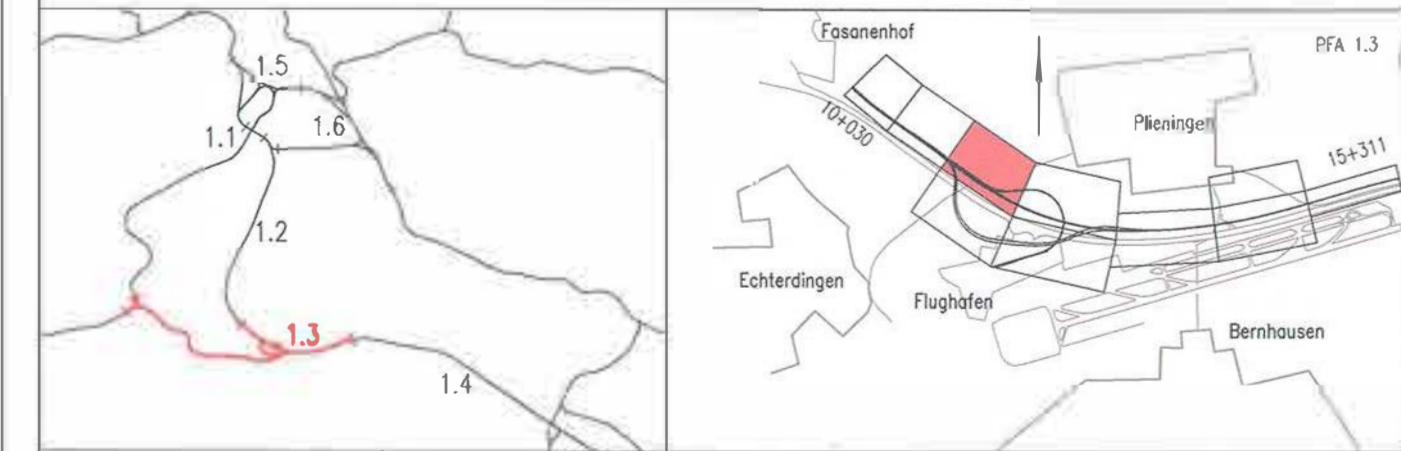 1.5
1.1
1.6
1.2
1.3
1.4
Fasanenhof
PFA 1.3
10+030
Plieningen
15+311
Echterdingen
Flughafen
Bernhausen